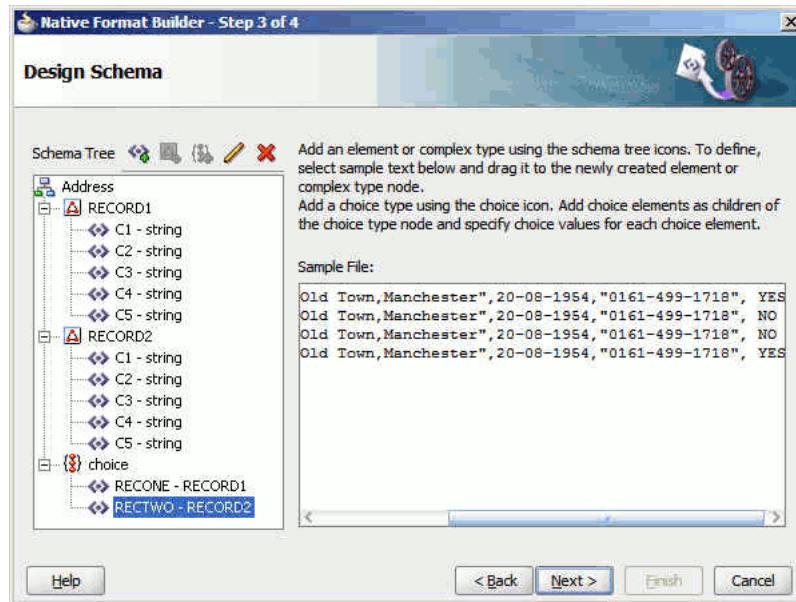 Native Format Builder - Step 3 of 4
Design Schema
Schema Tree
Address
RECORD1
C1 - string
C2 - string
C3 - string
C4 - string
C5 - string
RECORD2
C1 - string
C2 - string
C3 - string
C4 - string
C5 - string
choice
RECONE - RECORD1
RECTWO - RECORD2
Add an element or complex type using the schema tree icons. To define,
select sample text below and drag it to the newly created element or
complex type node.
Add a choice type using the choice icon. Add choice elements as children of
the choice type node and specify choice values for each choice element.
Sample File:
Old Town,Manchester",20-08-1954,"0161-499-1718", YES
Old Town,Manchester",20-08-1954,"0161-499-1718", NO
Old Town,Manchester",20-08-1954,"0161-499-1718", NO
Old Town,Manchester",20-08-1954,"0161-499-1718", YES
Help
< Back
Next >
Finish
Cancel